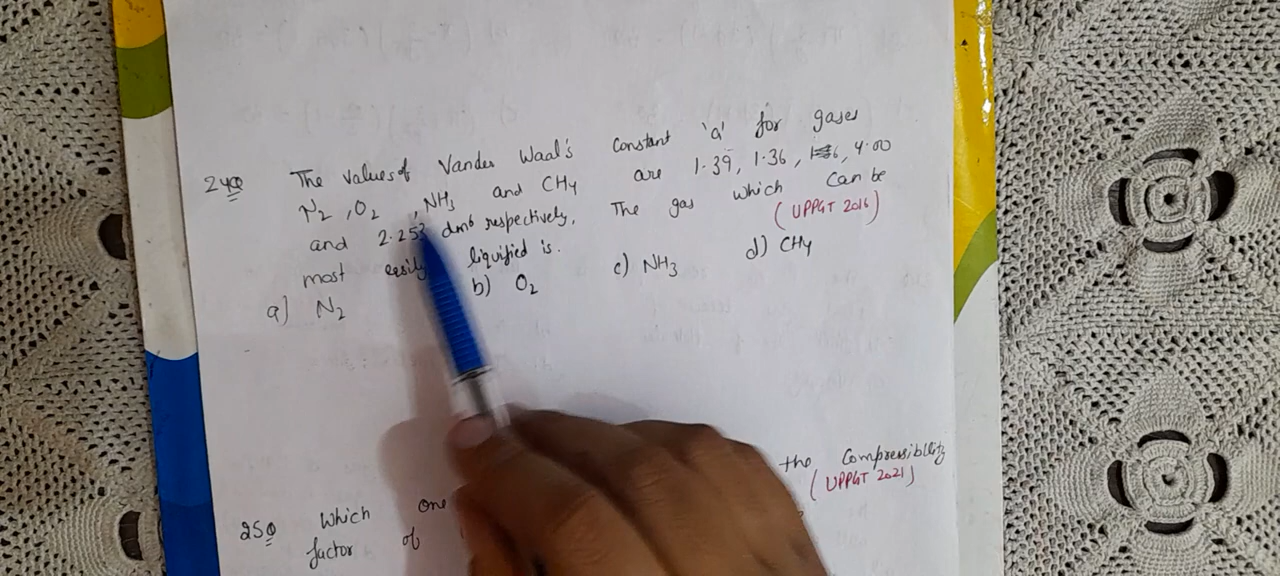 24Q The values of Vander Waal's Constant 'a' for gases
N2, O2, NH3 and CH4 are 1.39, 1.36, 4.00
and 2.253 dm6 respectively. The gas which can be
most easily liquified is. (UPPGT 2016)
a) N2 b) O2 c) NH3 d) CH4
25Q Which one the Compressibility
factor of (UPPGT 2021)